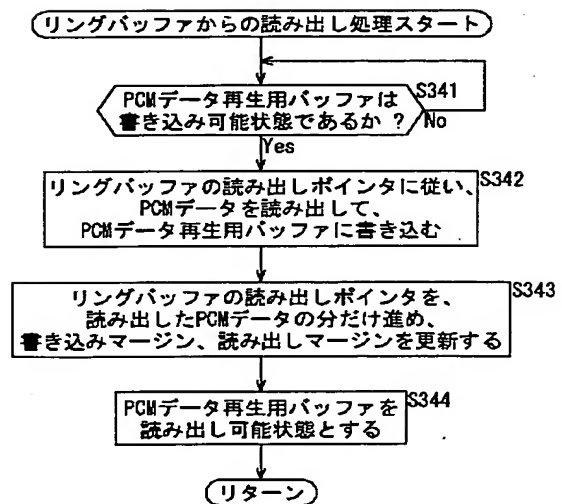 リングバッファからの読み出し処理スタート
S341
PCMデータ再生用バッファは
書き込み可能状態であるか ?
No
Yes
S342
リングバッファの読み出しポインタに従い、
PCMデータを読み出して、
PCMデータ再生用バッファに書き込む
S343
リングバッファの読み出しポインタを、
読み出したPCMデータの分だけ進め、
書き込みマージン、読み出しマージンを更新する
S344
PCMデータ再生用バッファを
読み出し可能状態とする
リターン